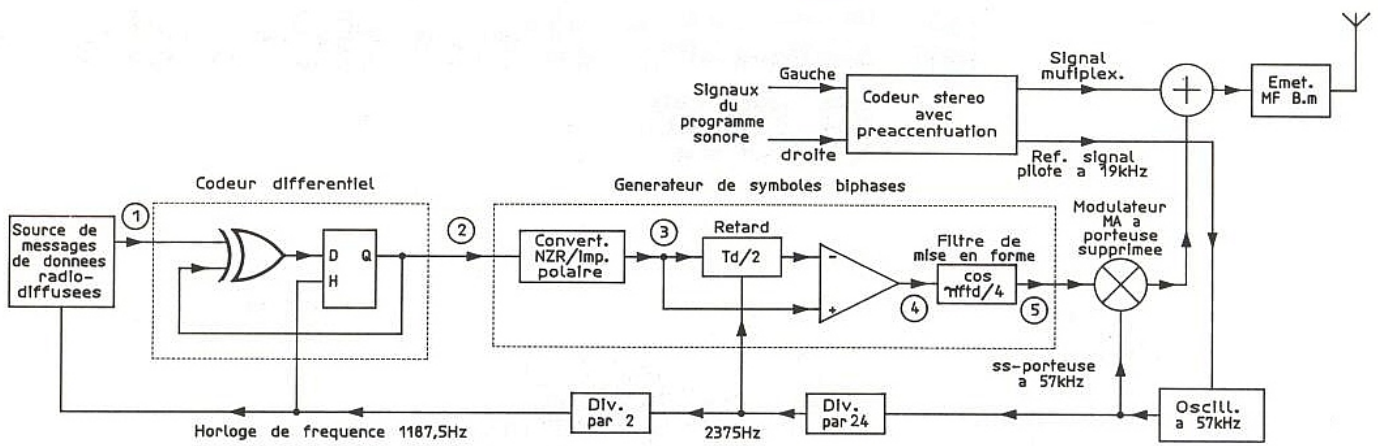 Signaux
du
programme
sonore
Gauche
droite
Codeur stereo
avec
preaccentuation
Signal
mufiplex.
Ref. signal
pilote a 19kHz
+
Emet.
MF B.m
Codeur differentiel
Generateur de symboles biphases
Source de
messages
de données
radio-
diffusees
1
D Q
H
2
Convert.
NZR/Imp.
polaire
3
Retard
Td/2
-
+
4
Filtre de
mise en forme
cos
πftd/4
5
Modulateur
MA a
porteuse
supprimee
ss-porteuse
a 57kHz
Oscill.
a 57kHz
Div.
par 24
2375Hz
Div.
par 2
Horloge de frequence 1187,5Hz
2